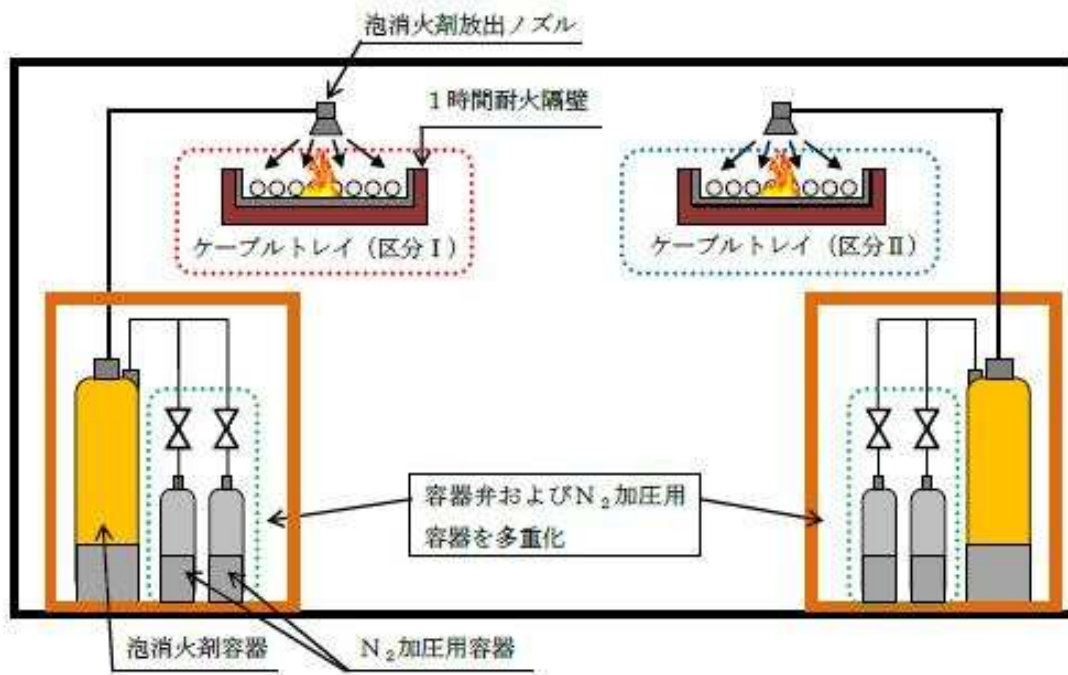 泡消火剤放出ノズル
1時間耐火隔壁
ケーブルトレイ（区分Ⅰ）
ケーブルトレイ（区分Ⅱ）
容器弁およびN₂加圧用
容器を多重化
泡消火剤容器
N₂加圧用容器